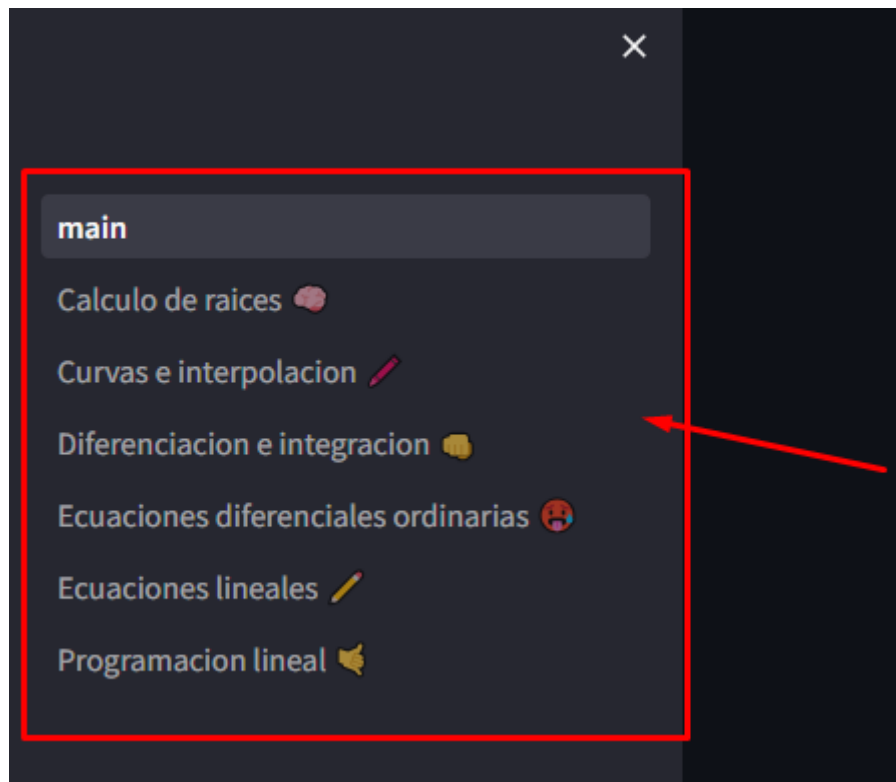 main
Calculo de raices 🧠
Curvas e interpolacion 🖍️
Diferenciacion e integracion 👊
Ecuaciones diferenciales ordinarias 🥵
Ecuaciones lineales ✏️
Programacion lineal 🤙